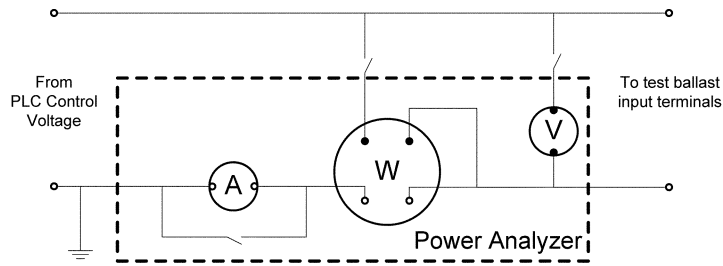 From
PLC Control
Voltage
To test ballast
input terminals
V
W
A
Power Analyzer